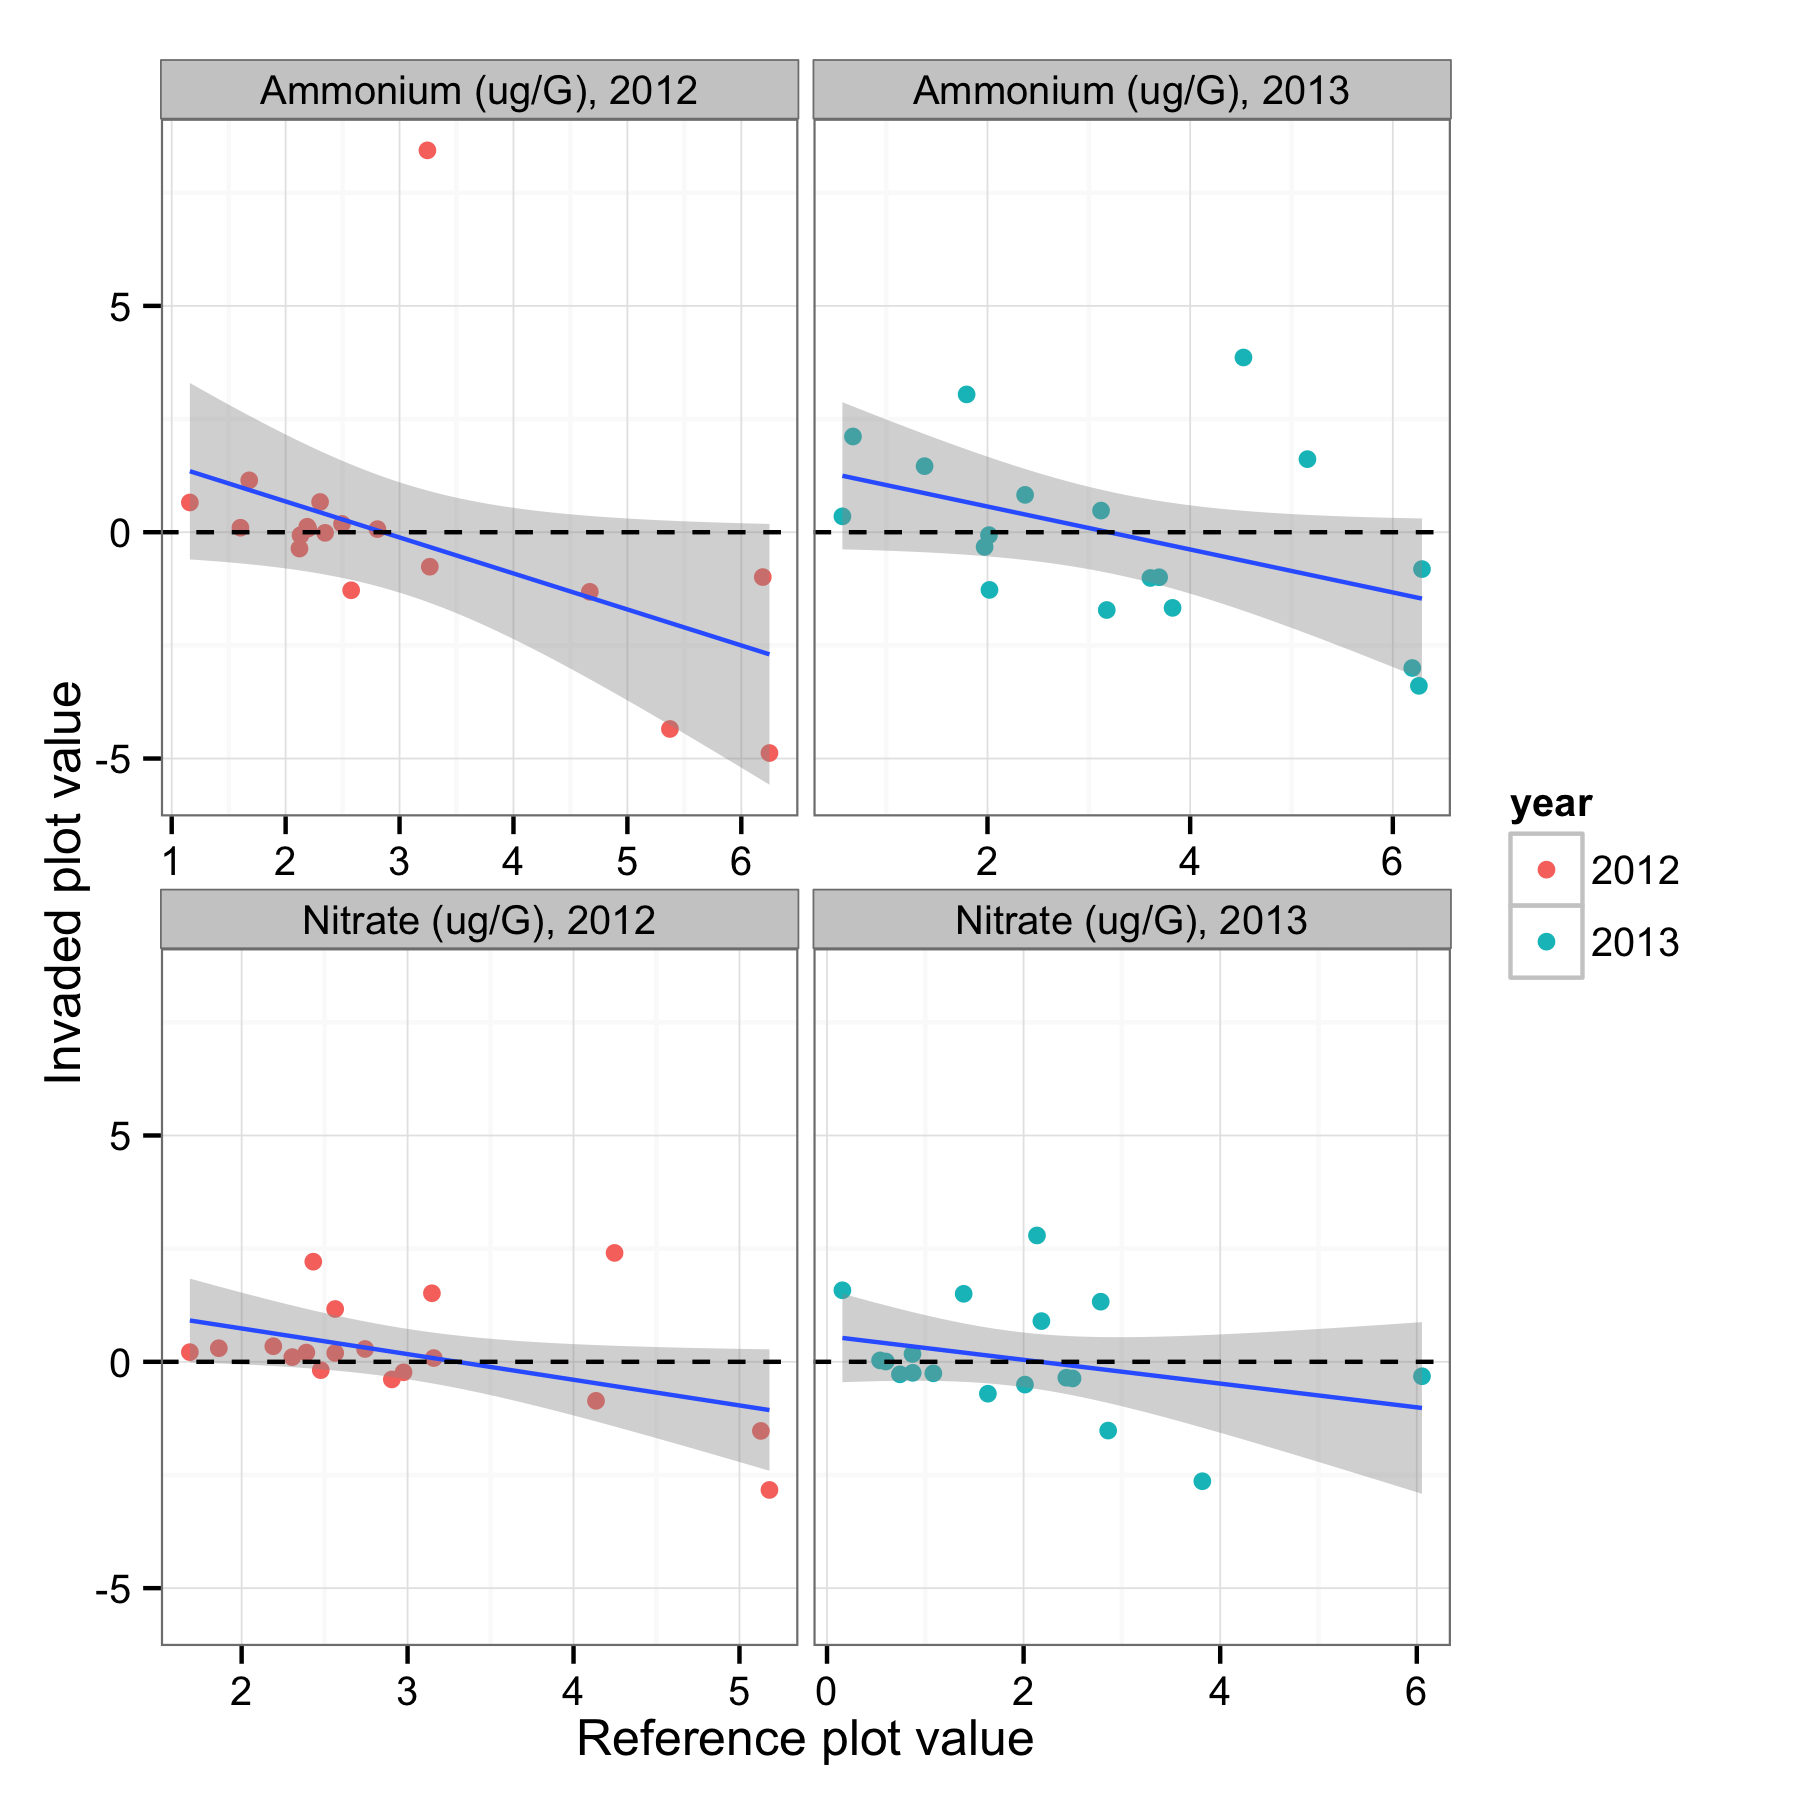 Ammonium (ug/G), 2012
Ammonium (ug/G), 2013
5
0
-5
1 2 3 4 5 6
2 4 6
Nitrate (ug/G), 2012
Nitrate (ug/G), 2013
5
0
-5
2 3 4 5
0 2 4 6
Invaded plot value
Reference plot value
year
2012
2013